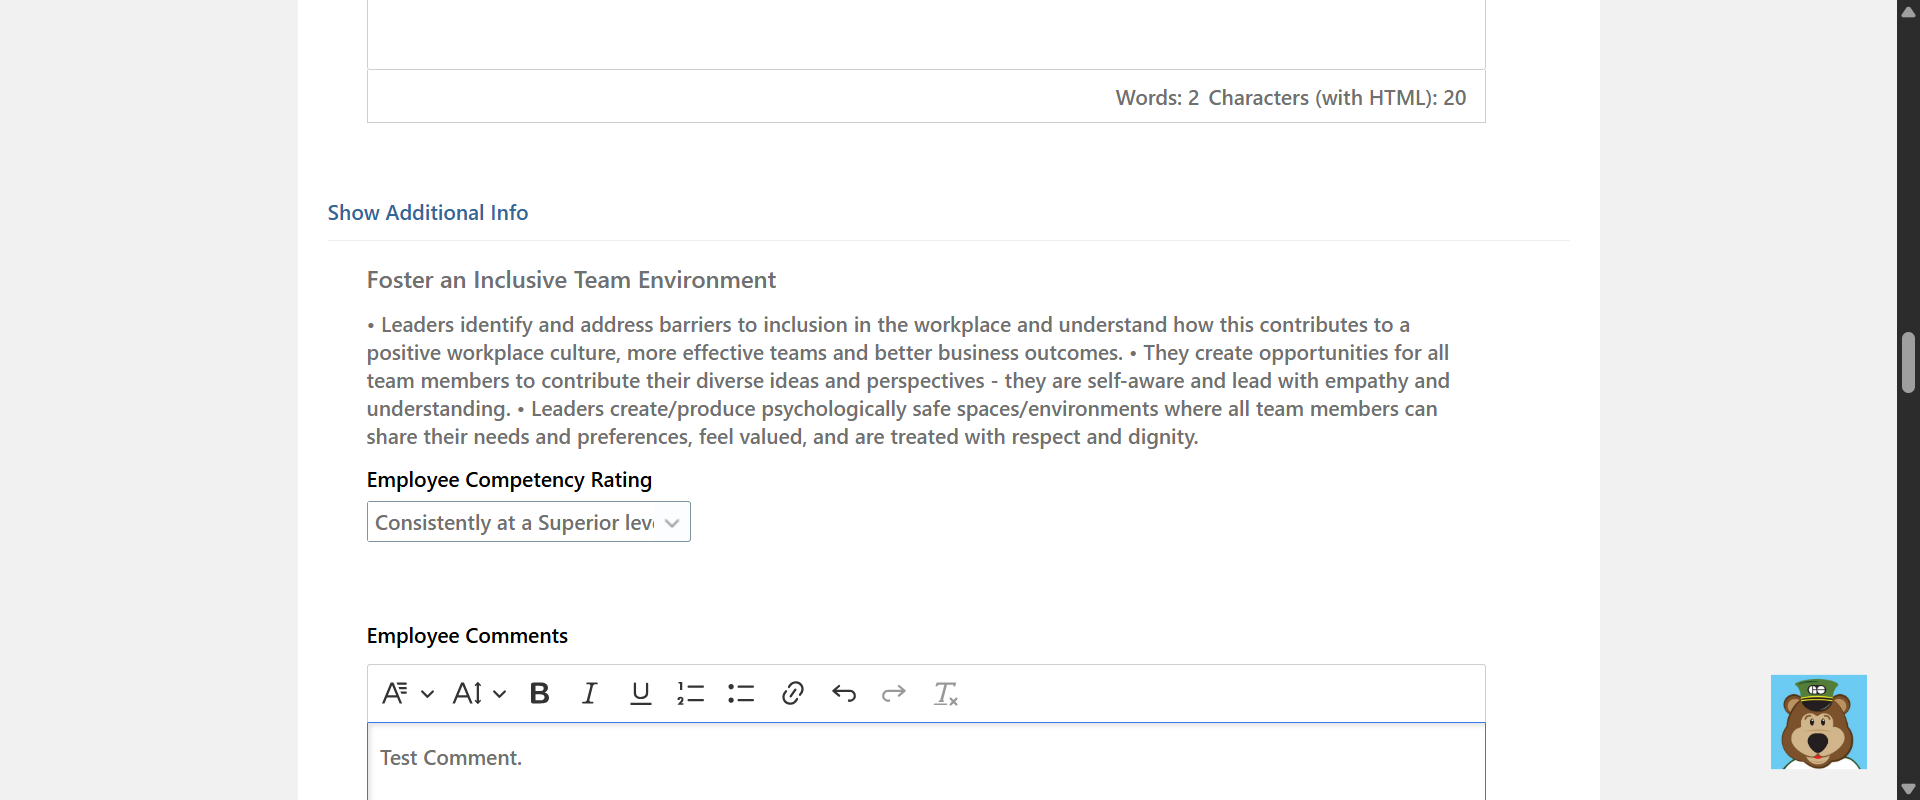 Words: 2 Characters (with HTML): 20
Show Additional Info
Foster an Inclusive Team Environment
• Leaders identify and address barriers to inclusion in the workplace and understand how this contributes to a
positive workplace culture, more effective teams and better business outcomes. • They create opportunities for all
team members to contribute their diverse ideas and perspectives - they are self-aware and lead with empathy and
understanding. • Leaders create/produce psychologically safe spaces/environments where all team members can
share their needs and preferences, feel valued, and are treated with respect and dignity.
Employee Competency Rating
Consistently at a Superior lev
Employee Comments
Test Comment.